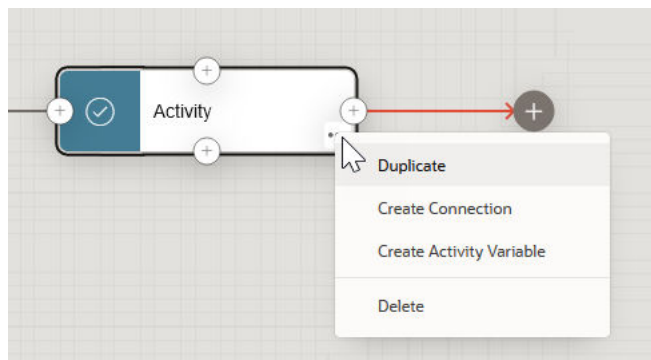 Activity
Duplicate
Create Connection
Create Activity Variable
Delete